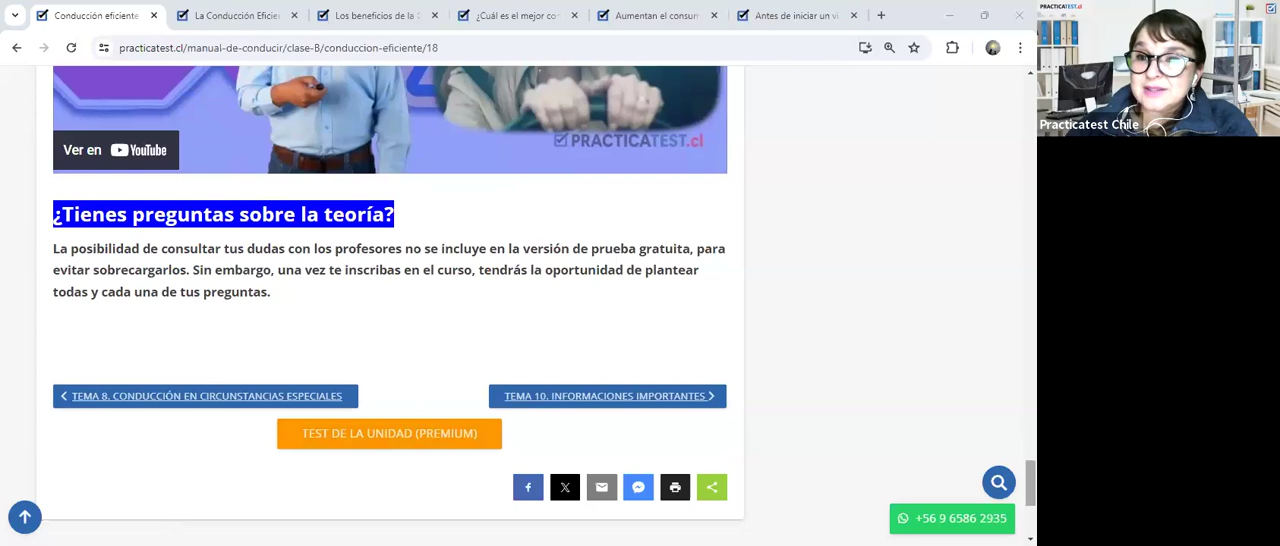 Conducción eficiente
La Conducción Eficien
Los beneficios de la C
¿Cuál es el mejor co
Aumentan el consum
Antes de iniciar un vi
practicatest.cl/manual-de-conducir/clase-B/conduccion-eficiente/18
PRACTICATEST.cl
Practicatest Chile
Ver en YouTube
PRACTICATEST.cl
¿Tienes preguntas sobre la teoría?
La posibilidad de consultar tus dudas con los profesores no se incluye en la versión de prueba gratuita, para
evitar sobrecargarlos. Sin embargo, una vez te inscribas en el curso, tendrás la oportunidad de plantear
todas y cada una de tus preguntas.
TEMA 8. CONDUCCIÓN EN CIRCUNSTANCIAS ESPECIALES
TEMA 10. INFORMACIONES IMPORTANTES
TEST DE LA UNIDAD (PREMIUM)
+56 9 6586 2935